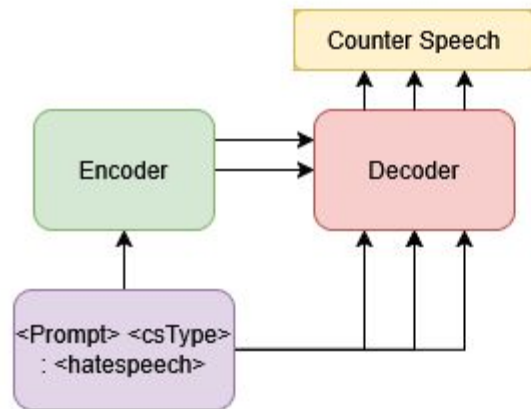 Counter Speech
Encoder
Decoder
<Prompt> <csType>
: <hatespeech>